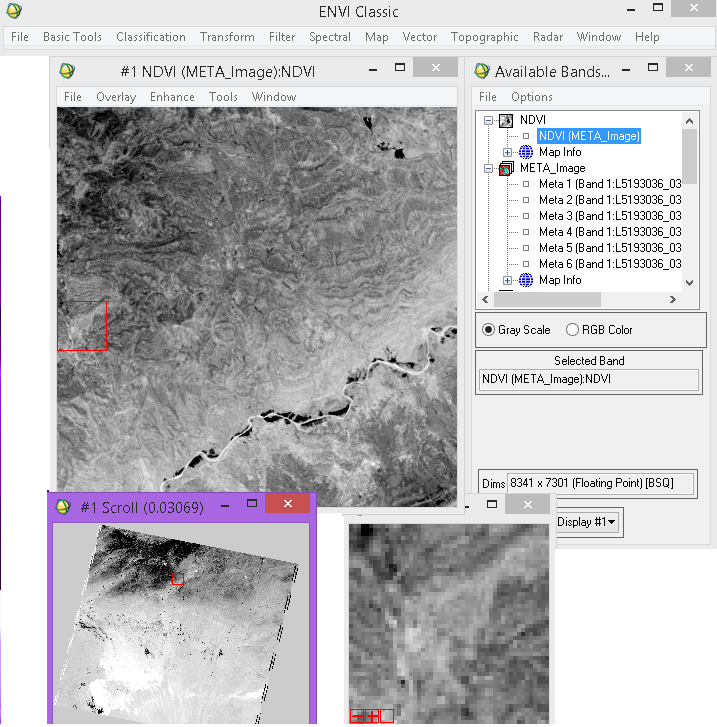 ENVI Classic
File Basic Tools Classification Transform Filter Spectral Map Vector Topographic Radar Window Help
#1 NDVI (META_Image):NDVI
File Overlay Enhance Tools Window
Available Bands...
File Options
NDVI
NDVI (META_Image)
Map Info
META_Image
Meta 1 (Band 1:L5193036_03
Meta 2 (Band 1:L5193036_03
Meta 3 (Band 1:L5193036_03
Meta 4 (Band 1:L5193036_03
Meta 5 (Band 1:L5193036_03
Meta 6 (Band 1:L5193036_03
Map Info
Gray Scale RGB Color
Selected Band
NDVI (META_Image):NDVI
Dims 8341 x 7301 (Floating Point) [BSQ]
Display #1
#1 Scroll (0.03069)